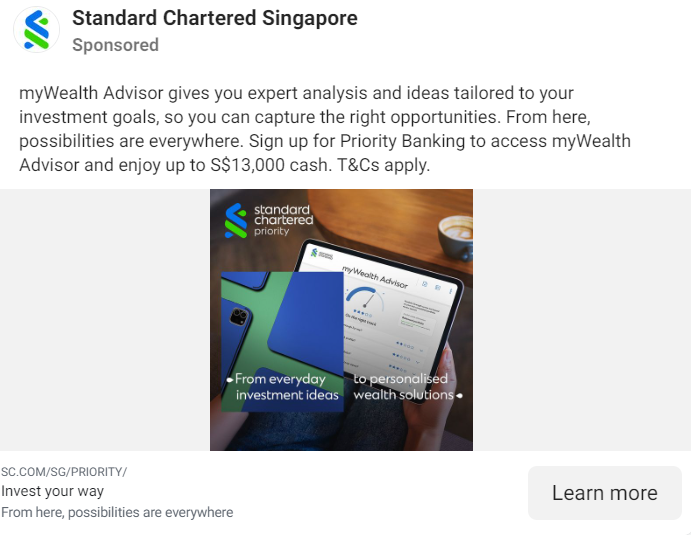 Standard Chartered Singapore
Sponsored
myWealth Advisor gives you expert analysis and ideas tailored to your
investment goals, so you can capture the right opportunities. From here,
possibilities are everywhere. Sign up for Priority Banking to access myWealth
Advisor and enjoy up to S$13,000 cash. T&Cs apply.
standard
chartered
priority
myWealth Advisor
From everyday
investment ideas
to personalised
wealth solutions
SC.COM/SG/PRIORITY/
Invest your way
From here, possibilities are everywhere
Learn more